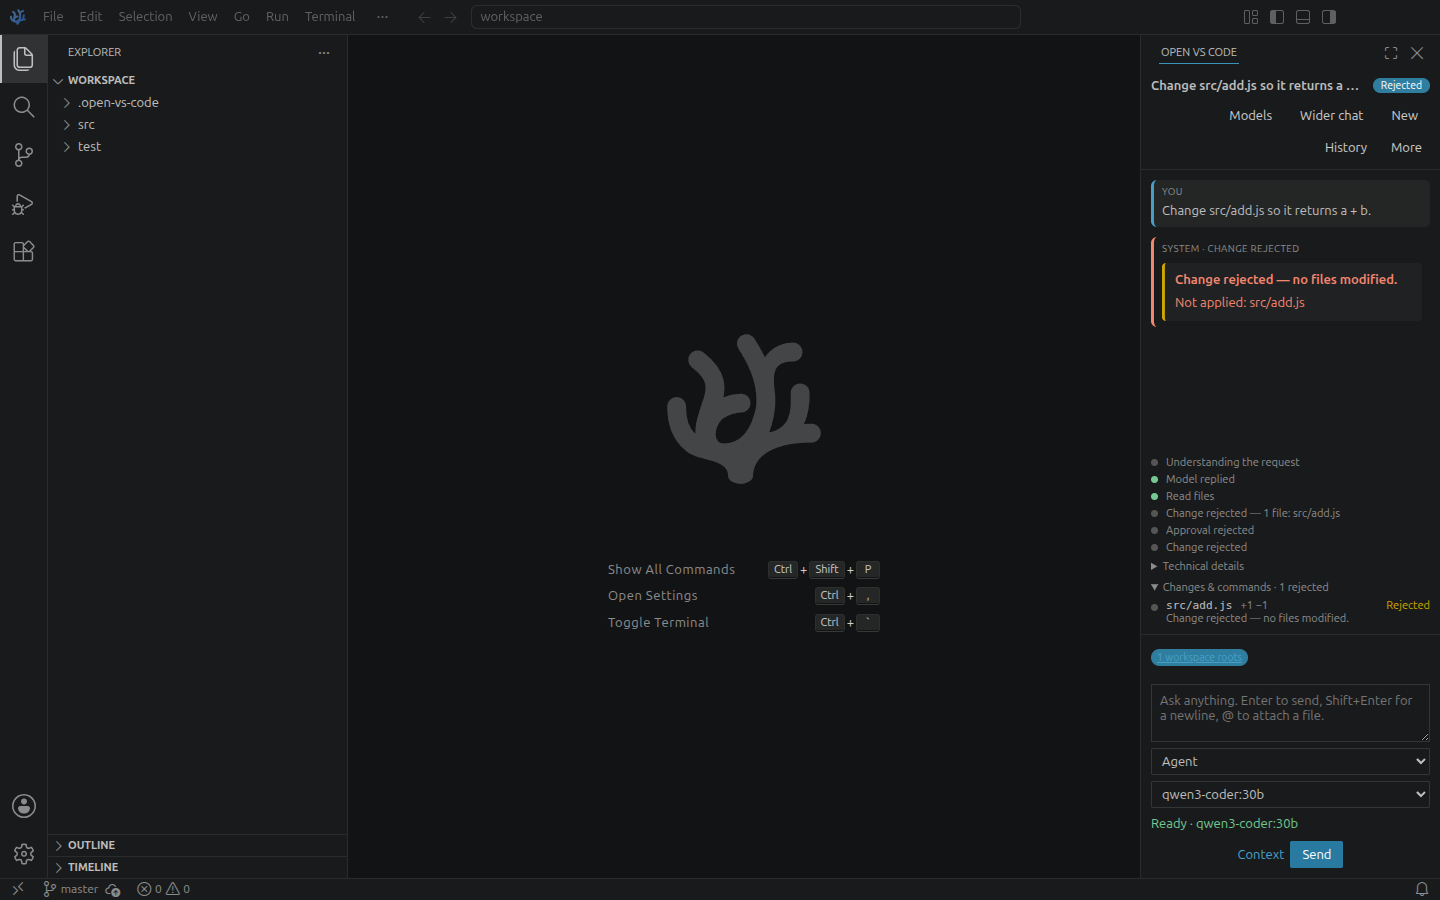 File Edit Selection View Go Run Terminal ··· workspace
EXPLORER ···
WORKSPACE
.open-vs-code
src
test
OUTLINE
TIMELINE
Show All Commands Ctrl + Shift + P
Open Settings Ctrl + ,
Toggle Terminal Ctrl + `
OPEN VS CODE
Change src/add.js so it returns a ... Rejected
Models Wider chat New
History More
YOU
Change src/add.js so it returns a + b.
SYSTEM · CHANGE REJECTED
Change rejected — no files modified.
Not applied: src/add.js
Understanding the request
Model replied
Read files
Change rejected — 1 file: src/add.js
Approval rejected
Change rejected
Technical details
Changes & commands · 1 rejected
src/add.js +1 −1 Rejected
Change rejected — no files modified.
1 workspace roots
Ask anything. Enter to send, Shift+Enter for
a newline, @ to attach a file.
Agent
qwen3-coder:30b
Ready · qwen3-coder:30b
Context Send
master 0 0